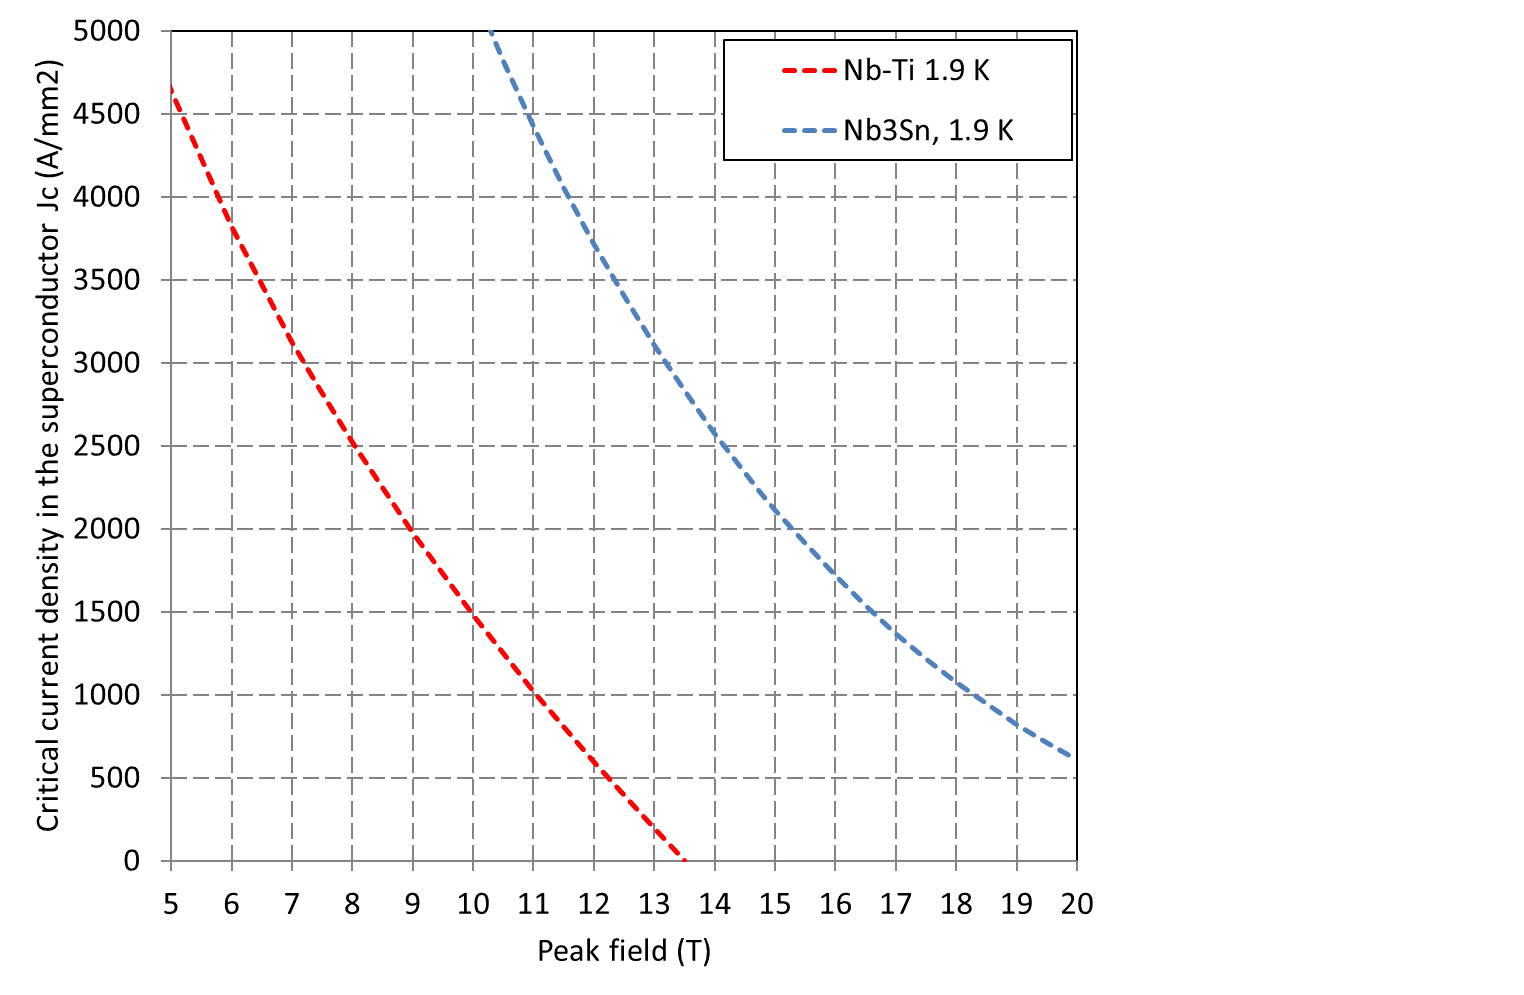 Critical current density in the superconductor Jc (A/mm2)
5000
4500
4000
3500
3000
2500
2000
1500
1000
500
0
Nb-Ti 1.9 K
Nb3Sn, 1.9 K
5 6 7 8 9 10 11 12 13 14 15 16 17 18 19 20
Peak field (T)